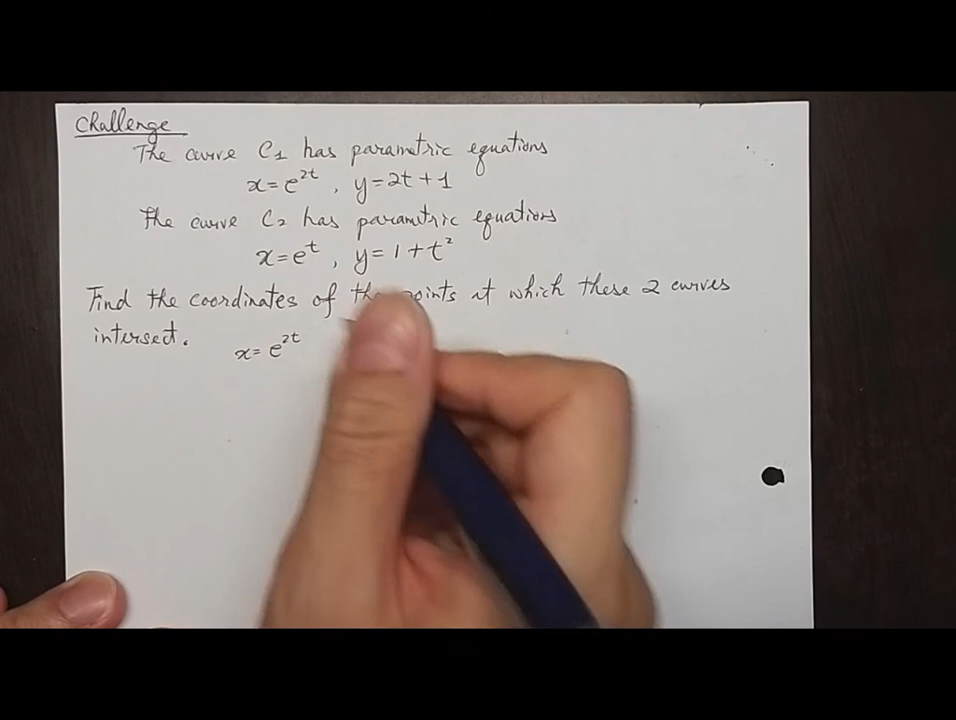 Challenge
The curve C₁ has parametric equations
x=e^{2t}, y=2t+1
The curve C₂ has parametric equations
x=e^t, y=1+t²
Find the coordinates of the points at which these 2 curves
intersect. x=e^{2t}